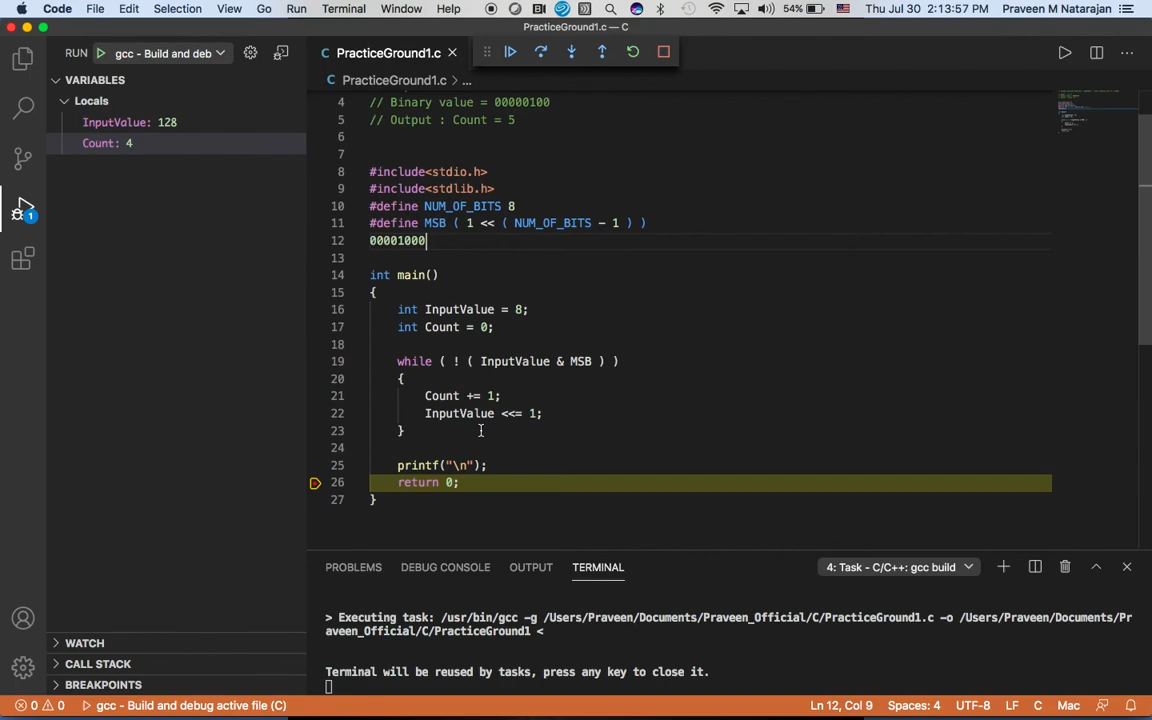 Code File Edit Selection View Go Run Terminal Window Help 54% Thu Jul 30 2:13:57 PM Praveen M Natarajan
PracticeGround1.c — C
RUN gcc - Build and deb
C PracticeGround1.c
C PracticeGround1.c > ...
VARIABLES
Locals
InputValue: 128
Count: 4
4 // Binary value = 00000100
5 // Output : Count = 5
6
7
8 #include<stdio.h>
9 #include<stdlib.h>
10 #define NUM_OF_BITS 8
11 #define MSB ( 1 << ( NUM_OF_BITS - 1 ) )
12 00001000
13
14 int main()
15 {
16 int InputValue = 8;
17 int Count = 0;
18
19 while ( ! ( InputValue & MSB ) )
20 {
21 Count += 1;
22 InputValue <<= 1;
23 }
24
25 printf("\n");
26 return 0;
27 }
1
WATCH
CALL STACK
BREAKPOINTS
PROBLEMS DEBUG CONSOLE OUTPUT TERMINAL 4: Task - C/C++: gcc build
> Executing task: /usr/bin/gcc -g /Users/Praveen/Documents/Praveen_Official/C/PracticeGround1.c -o /Users/Praveen/Documents/Pr
aveen_Official/C/PracticeGround1 <
Terminal will be reused by tasks, press any key to close it.
0 0 gcc - Build and debug active file (C) Ln 12, Col 9 Spaces: 4 UTF-8 LF C Mac